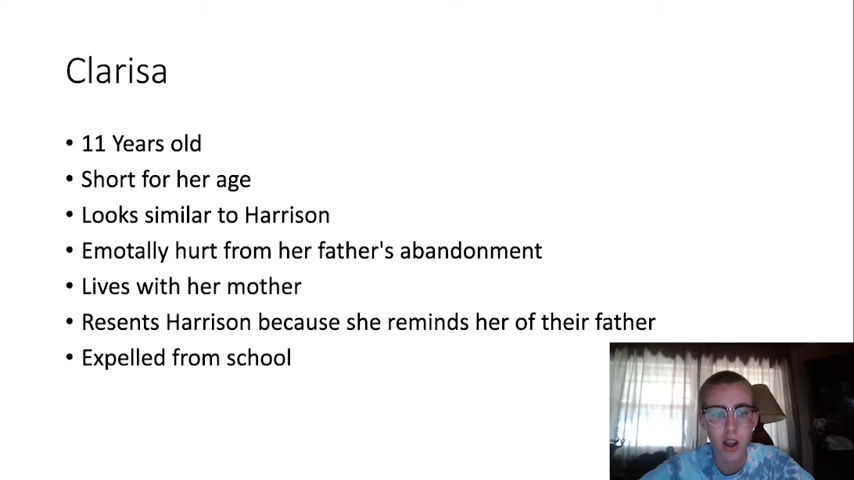 Clarisa
• 11 Years old
• Short for her age
• Looks similar to Harrison
• Emotally hurt from her father's abandonment
• Lives with her mother
• Resents Harrison because she reminds her of their father
• Expelled from school